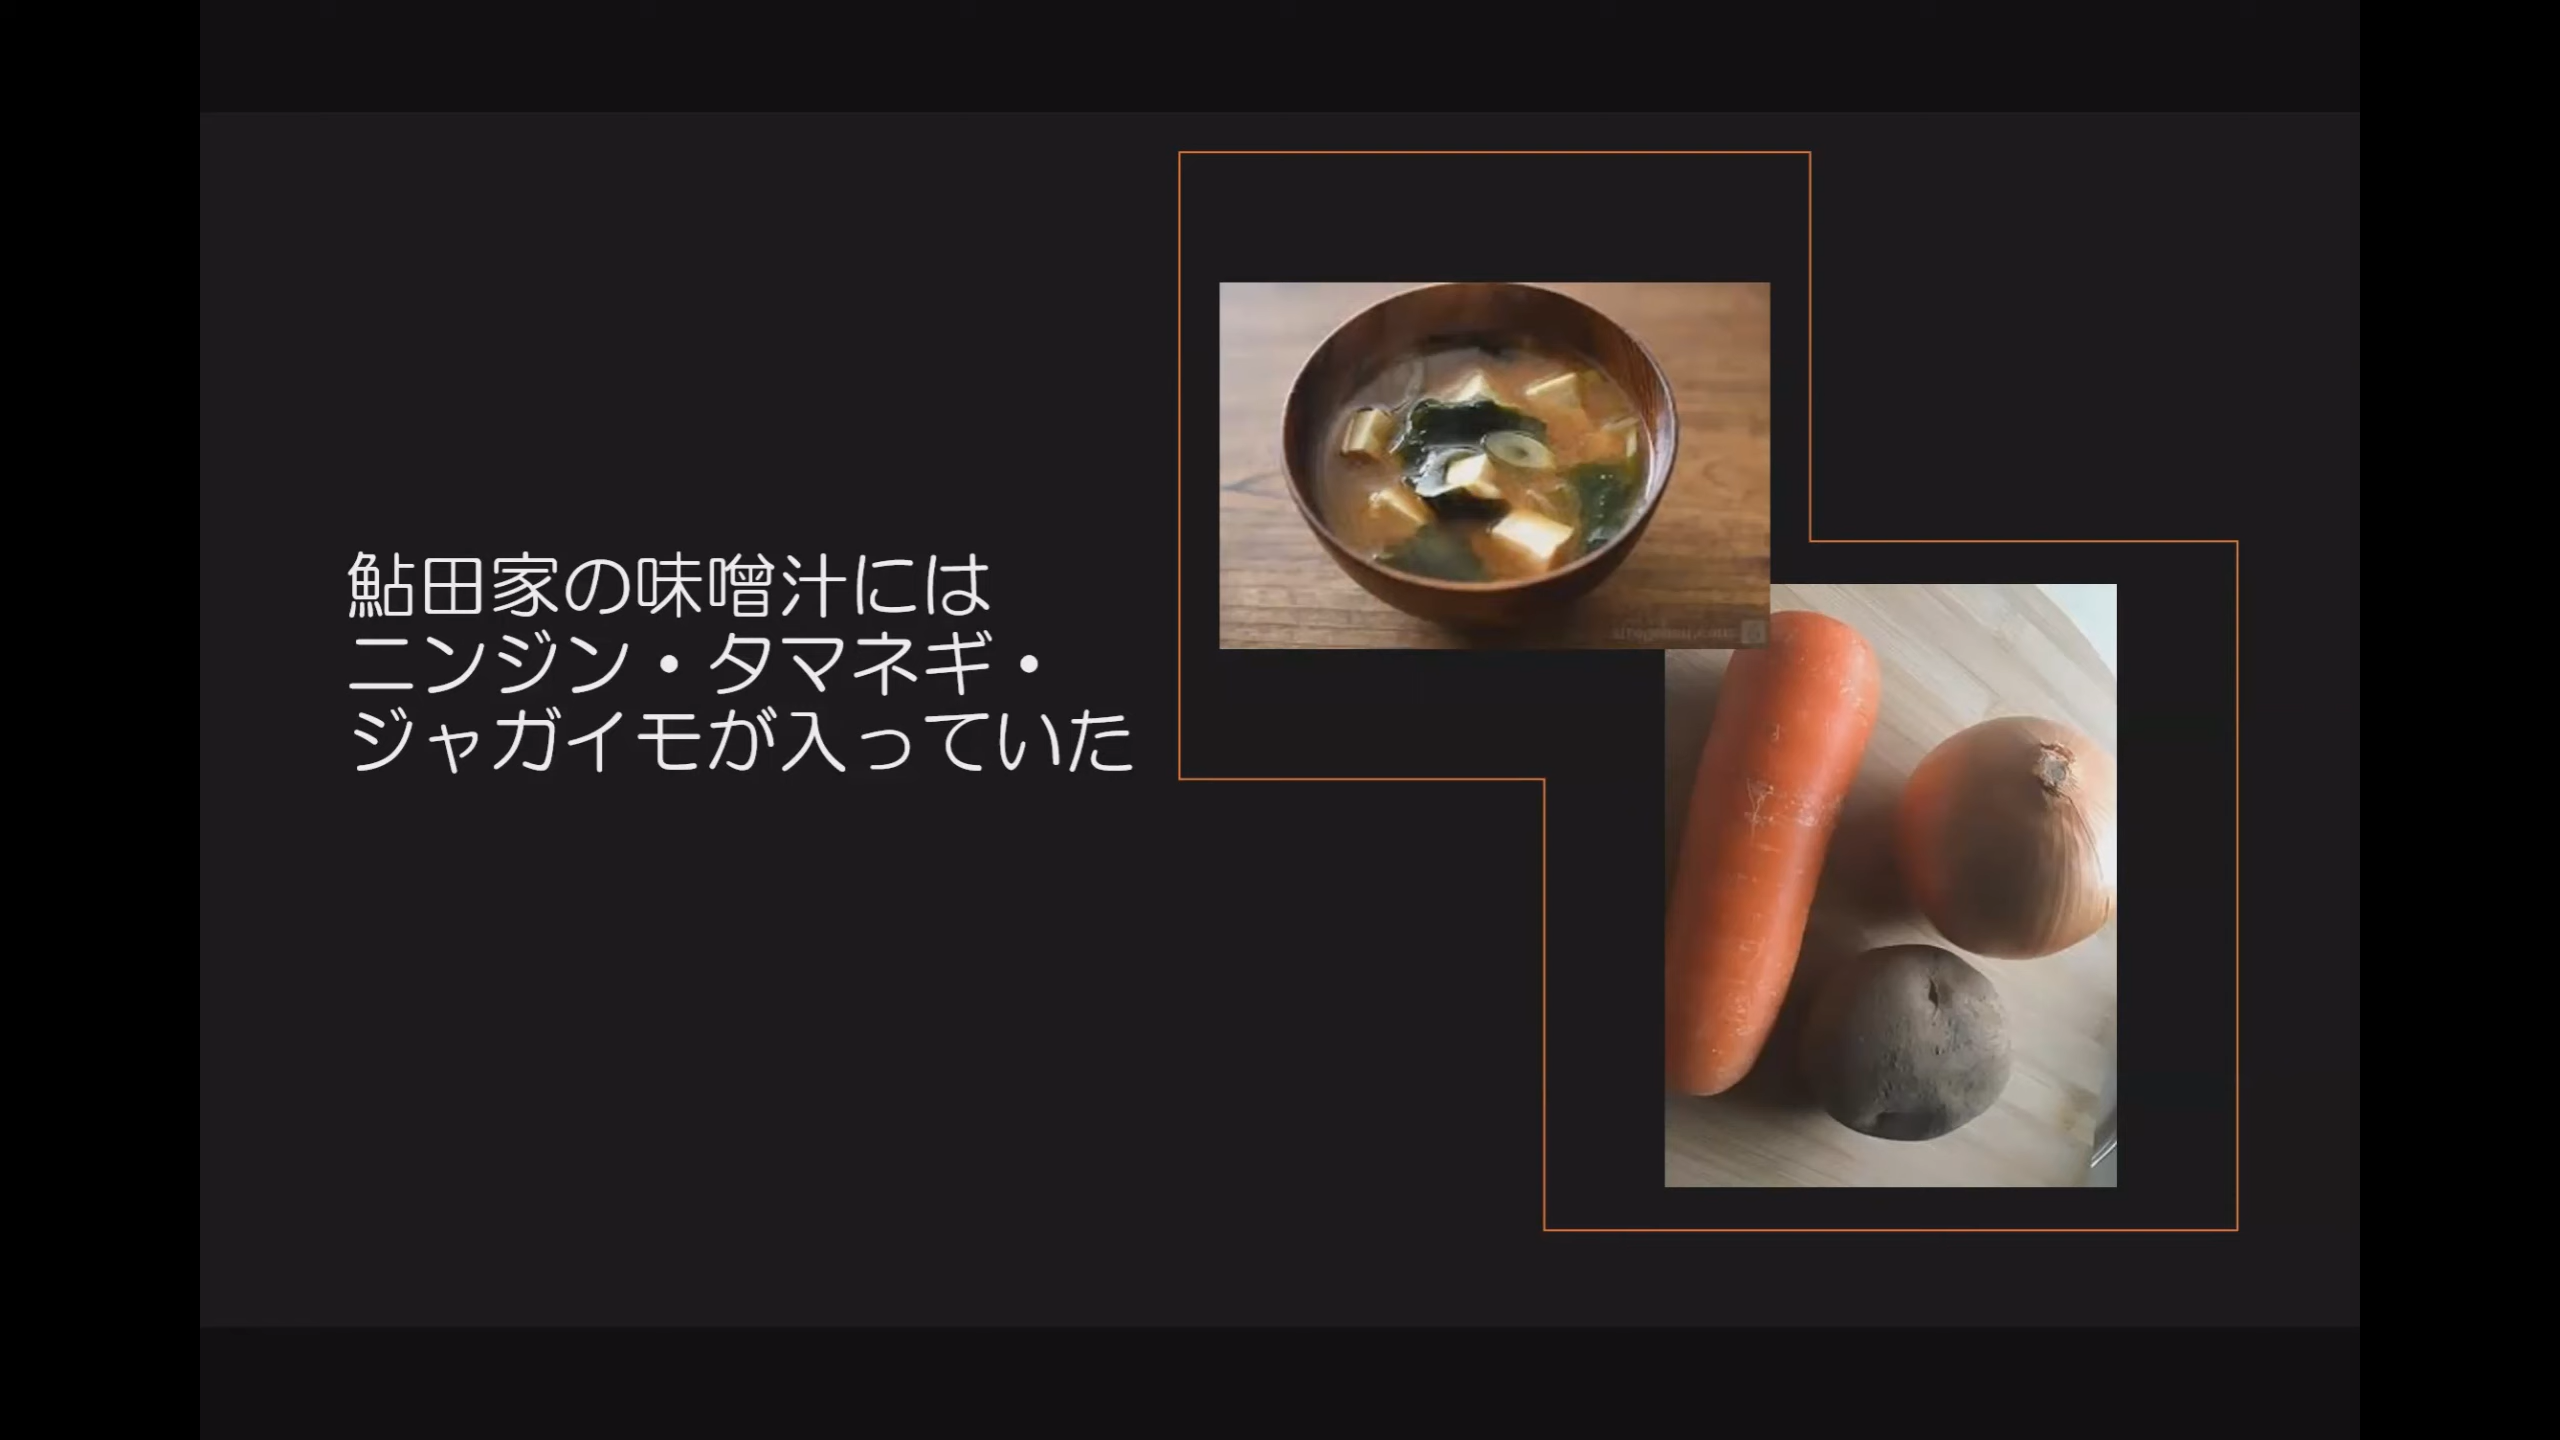 鮎田家の味噌汁には
ニンジン・タマネギ・
ジャガイモが入っていた